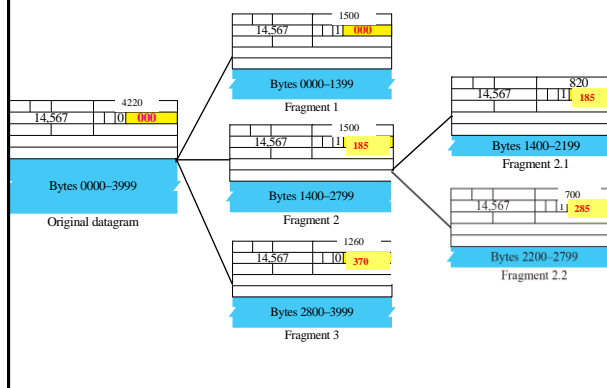 4220
14,567 0 000
Bytes 0000–3999
Original datagram
1500
14,567 1 000
Bytes 0000–1399
Fragment 1
1500
14,567 1 185
Bytes 1400–2799
Fragment 2
1260
14,567 0 370
Bytes 2800–3999
Fragment 3
820
14,567 1 185
Bytes 1400–2199
Fragment 2.1
700
14,567 1 285
Bytes 2200–2799
Fragment 2.2